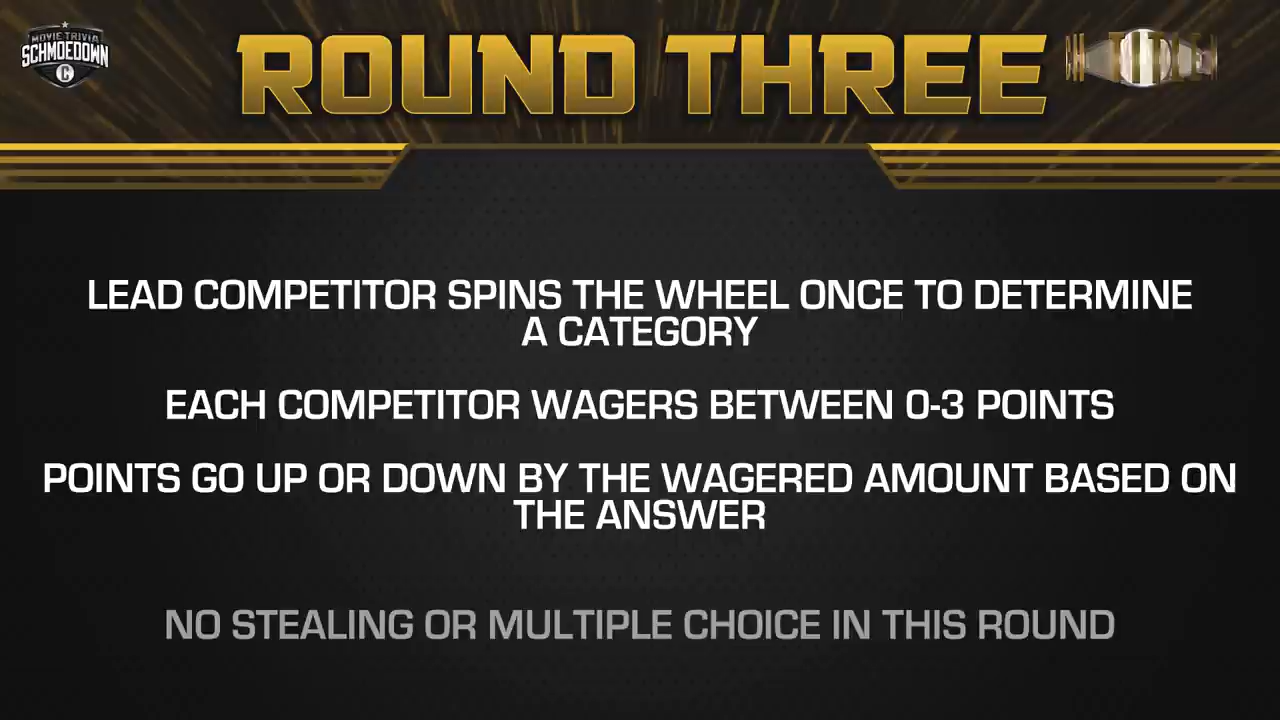 MOVIE TRIVIA
SCHMOEDOWN
C
ROUND THREE
LEAD COMPETITOR SPINS THE WHEEL ONCE TO DETERMINE
A CATEGORY
EACH COMPETITOR WAGERS BETWEEN 0-3 POINTS
POINTS GO UP OR DOWN BY THE WAGERED AMOUNT BASED ON
THE ANSWER
NO STEALING OR MULTIPLE CHOICE IN THIS ROUND